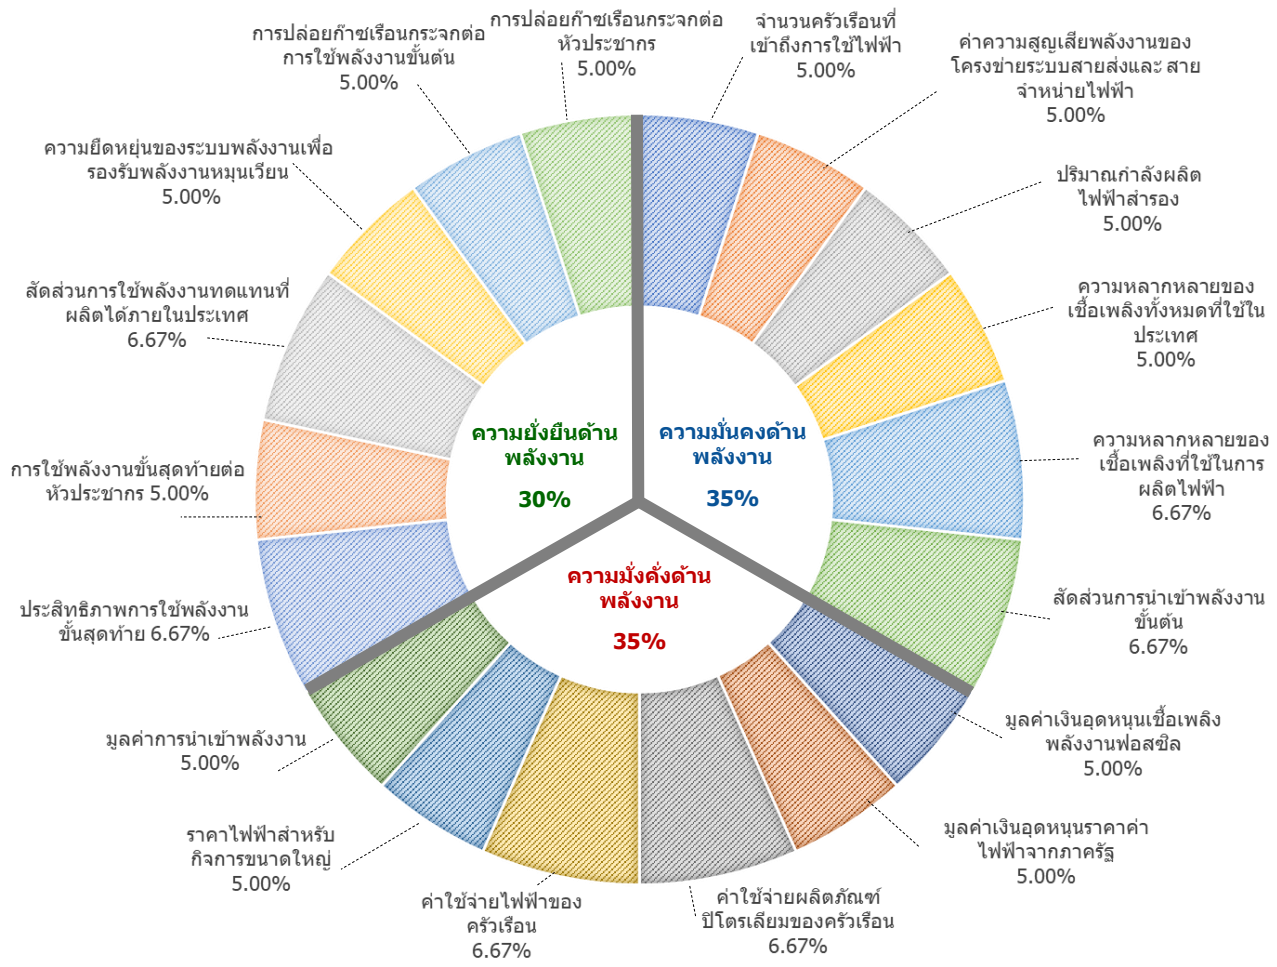 การปล่อยก๊าซเรือนกระจกต่อ
หัวประชากร
5.00%
จำนวนครัวเรือนที่
เข้าถึงการใช้ไฟฟ้า
5.00%
ค่าความสูญเสียพลังงานของ
โครงข่ายระบบสายส่งและ สาย
จำหน่ายไฟฟ้า
5.00%
ปริมาณกำลังผลิต
ไฟฟ้าสำรอง
5.00%
ความหลากหลายของ
เชื้อเพลิงทั้งหมดที่ใช้ใน
ประเทศ
5.00%
ความหลากหลายของ
เชื้อเพลิงที่ใช้ในการ
ผลิตไฟฟ้า
6.67%
สัดส่วนการนำเข้าพลังงาน
ขั้นต้น
6.67%
มูลค่าเงินอุดหนุนเชื้อเพลิง
พลังงานฟอสซิล
5.00%
มูลค่าเงินอุดหนุนราคาค่า
ไฟฟ้าจากภาครัฐ
5.00%
ค่าใช้จ่ายผลิตภัณฑ์
ปิโตรเลียมของครัวเรือน
6.67%
ค่าใช้จ่ายไฟฟ้าของ
ครัวเรือน
6.67%
ราคาไฟฟ้าสำหรับ
กิจการขนาดใหญ่
5.00%
มูลค่าการนำเข้าพลังงาน
5.00%
ประสิทธิภาพการใช้พลังงาน
ขั้นสุดท้าย 6.67%
การใช้พลังงานขั้นสุดท้ายต่อ
หัวประชากร 5.00%
สัดส่วนการใช้พลังงานทดแทนที่
ผลิตได้ภายในประเทศ
6.67%
ความยืดหยุ่นของระบบพลังงานเพื่อ
รองรับพลังงานหมุนเวียน
5.00%
การปล่อยก๊าซเรือนกระจกต่อ
การใช้พลังงานขั้นต้น
5.00%
ความยั่งยืนด้าน
พลังงาน
30%
ความมั่นคงด้าน
พลังงาน
35%
ความมั่งคั่งด้าน
พลังงาน
35%